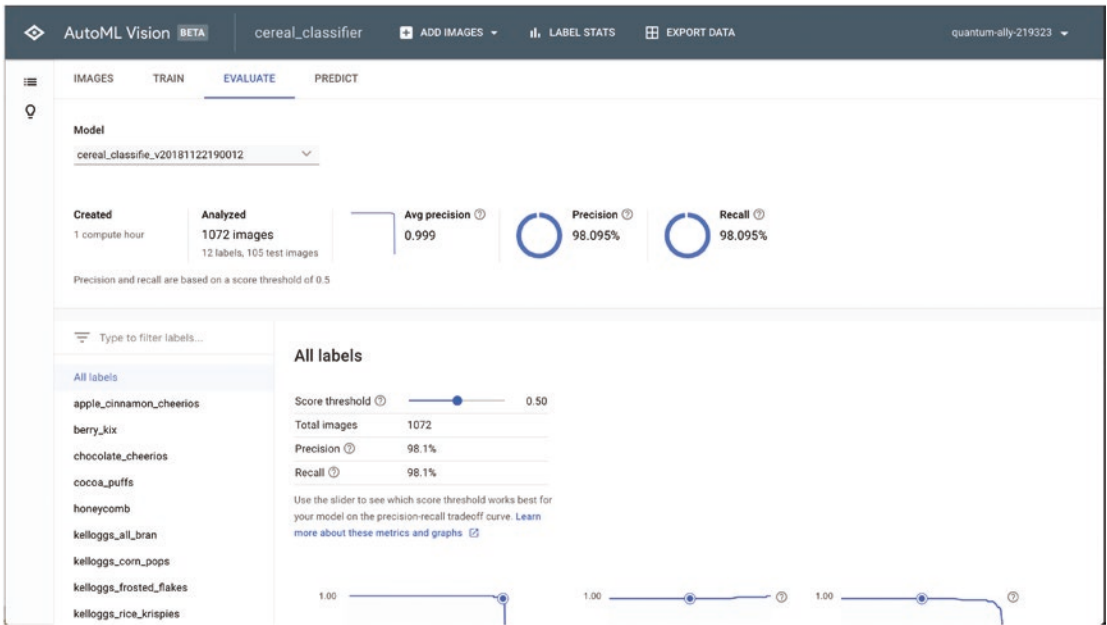 AutoML Vision BETA cereal_classifier ADD IMAGES LABEL STATS EXPORT DATA quantum-ally-219323
IMAGES TRAIN EVALUATE PREDICT
Model
cereal_classifie_v20181122190012
Created
1 compute hour
Analyzed
1072 images
12 labels, 105 test images
Avg precision
0.999
Precision
98.095%
Recall
98.095%
Precision and recall are based on a score threshold of 0.5
Type to filter labels...
All labels
apple_cinnamon_cheerios
berry_kix
chocolate_cheerios
cocoa_puffs
honeycomb
kelloggs_all_bran
kelloggs_corn_pops
kelloggs_frosted_flakes
kelloggs_rice_krispies
All labels
Score threshold 0.50
Total images 1072
Precision 98.1%
Recall 98.1%
Use the slider to see which score threshold works best for
your model on the precision-recall tradeoff curve. Learn
more about these metrics and graphs
1.00 1.00 1.00